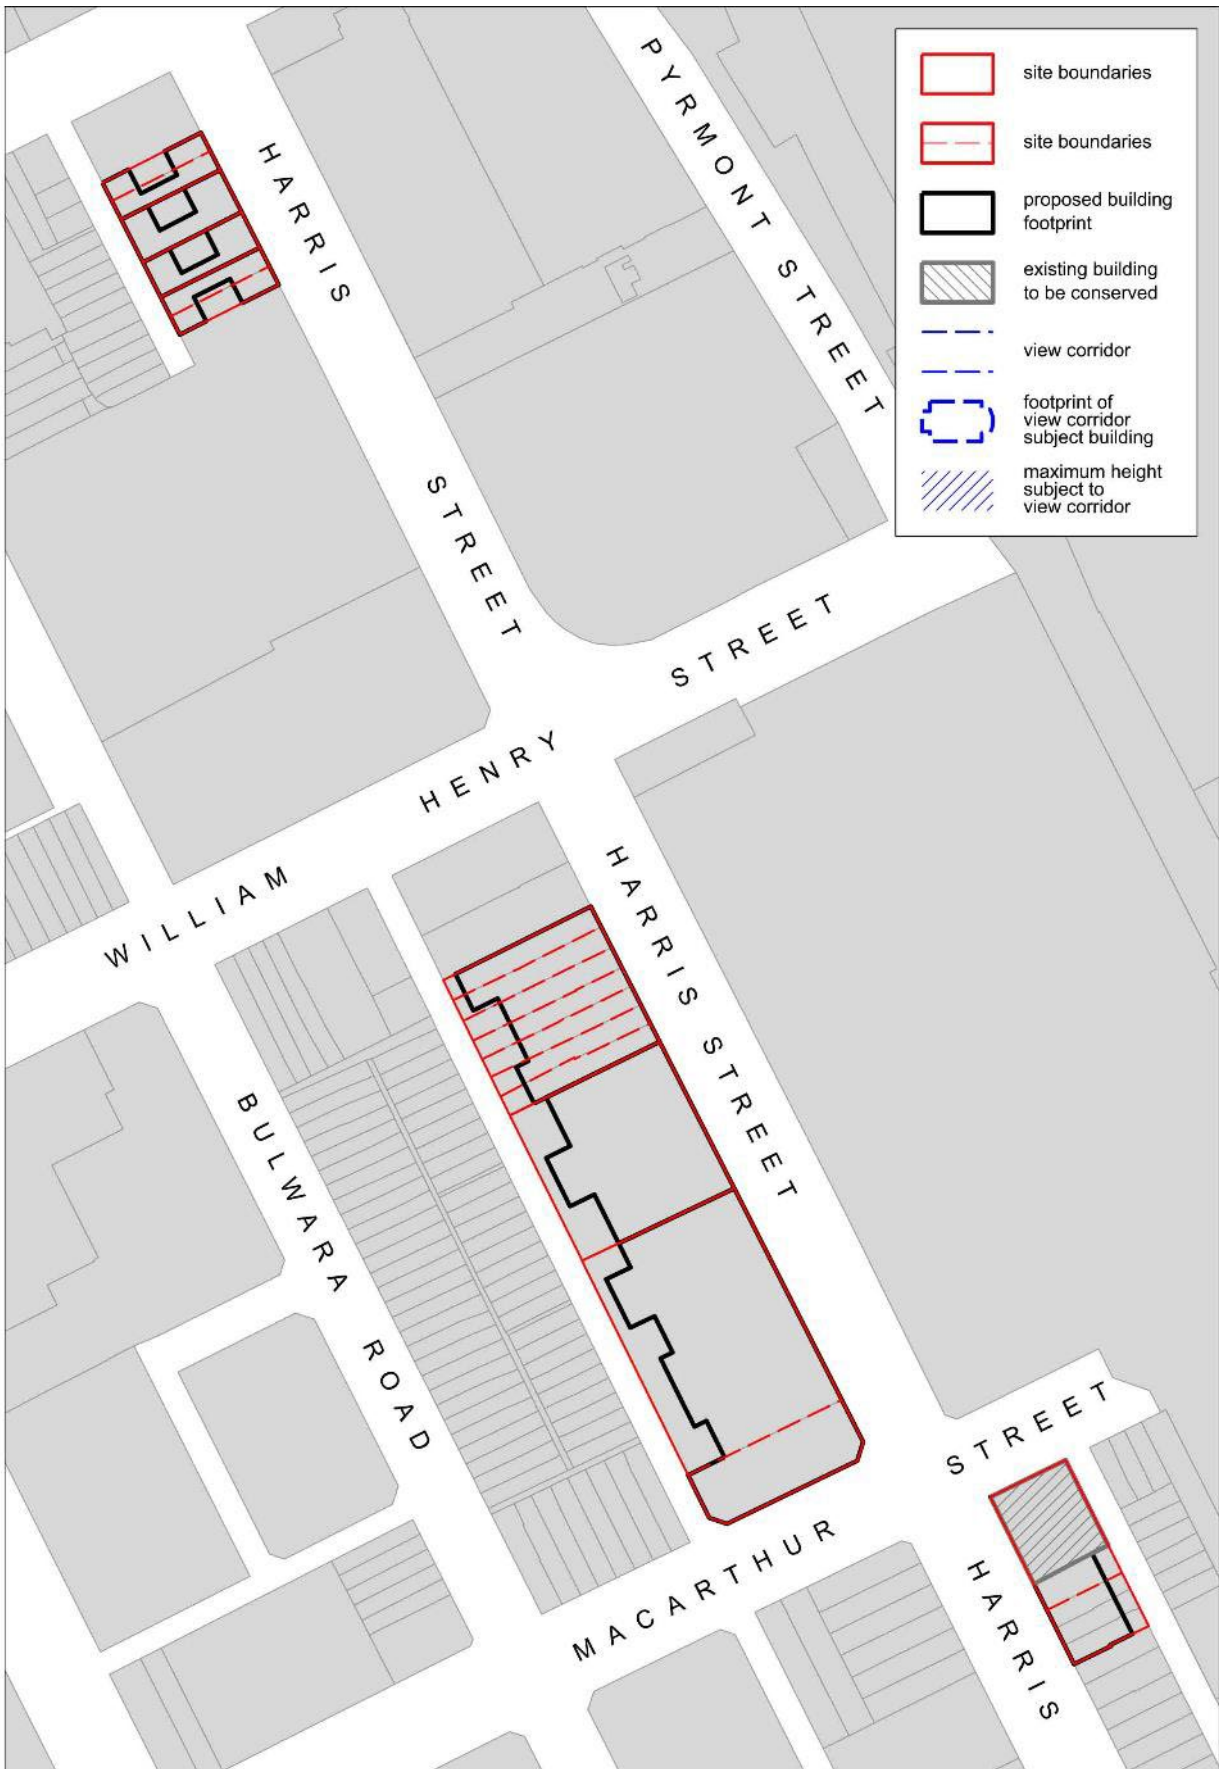 site boundaries
site boundaries
proposed building
footprint
existing building
to be conserved
view corridor
footprint of
view corridor
subject building
maximum height
subject to
view corridor
PYRMONT STREET
HARRIS STREET
WILLIAM HENRY STREET
HARRIS STREET
BULWARA ROAD
MACARTHUR STREET
HARRIS